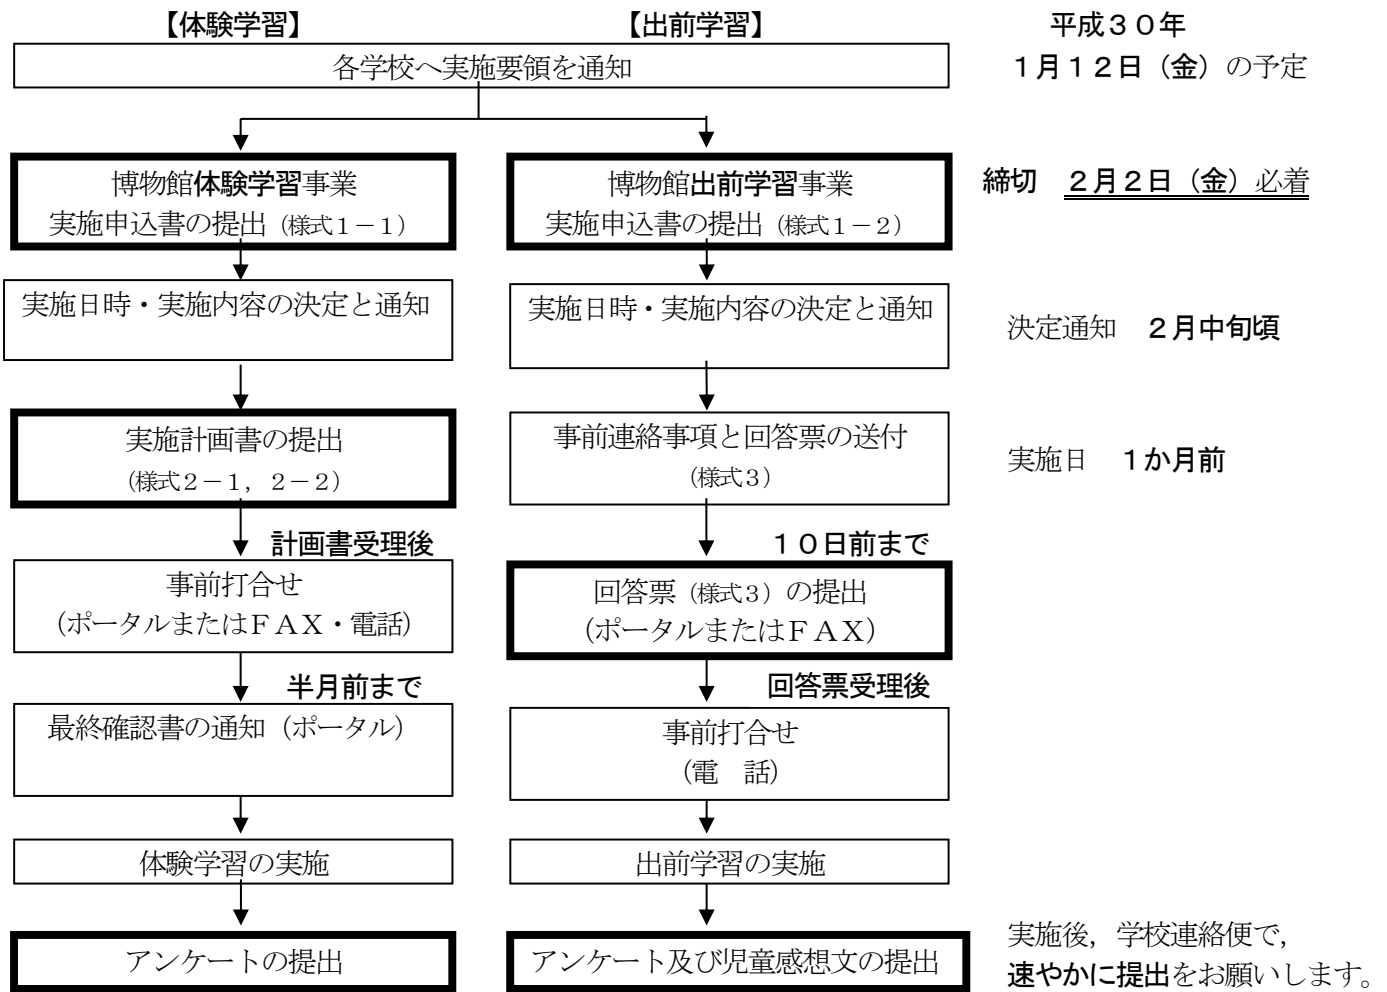 【体験学習】
【出前学習】
平成３０年
各学校へ実施要領を通知
１月１２日（金）の予定
博物館体験学習事業
実施申込書の提出（様式１－１）
博物館出前学習事業
実施申込書の提出（様式１－２）
締切　２月２日（金）必着
実施日時・実施内容の決定と通知
実施日時・実施内容の決定と通知
決定通知　２月中旬頃
実施計画書の提出
（様式２－１，２－２）
事前連絡事項と回答票の送付
（様式３）
実施日　１か月前
計画書受理後
１０日前まで
事前打合せ
（ポータルまたはＦＡＸ・電話）
回答票（様式３）の提出
（ポータルまたはＦＡＸ）
半月前まで
回答票受理後
最終確認書の通知（ポータル）
事前打合せ
（電　話）
体験学習の実施
出前学習の実施
アンケートの提出
アンケート及び児童感想文の提出
実施後，学校連絡便で，
速やかに提出をお願いします。